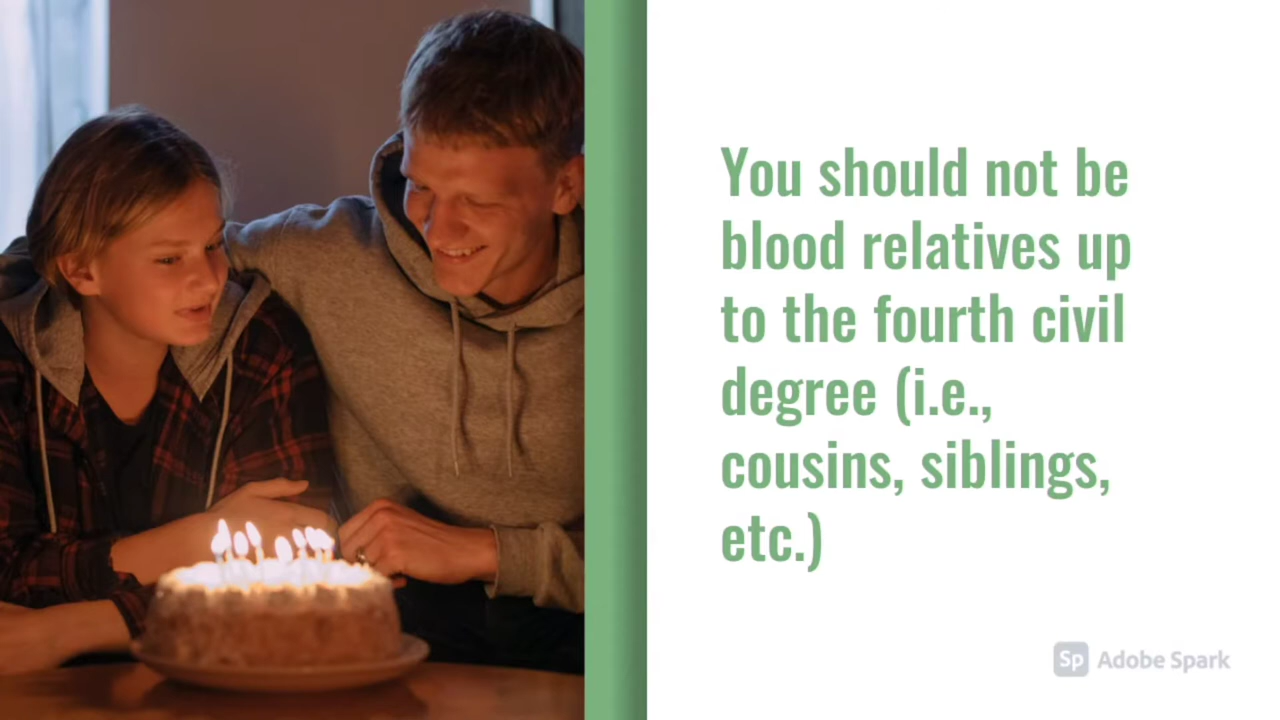 You should not be
blood relatives up
to the fourth civil
degree (i.e.,
cousins, siblings,
etc.)
Sp Adobe Spark